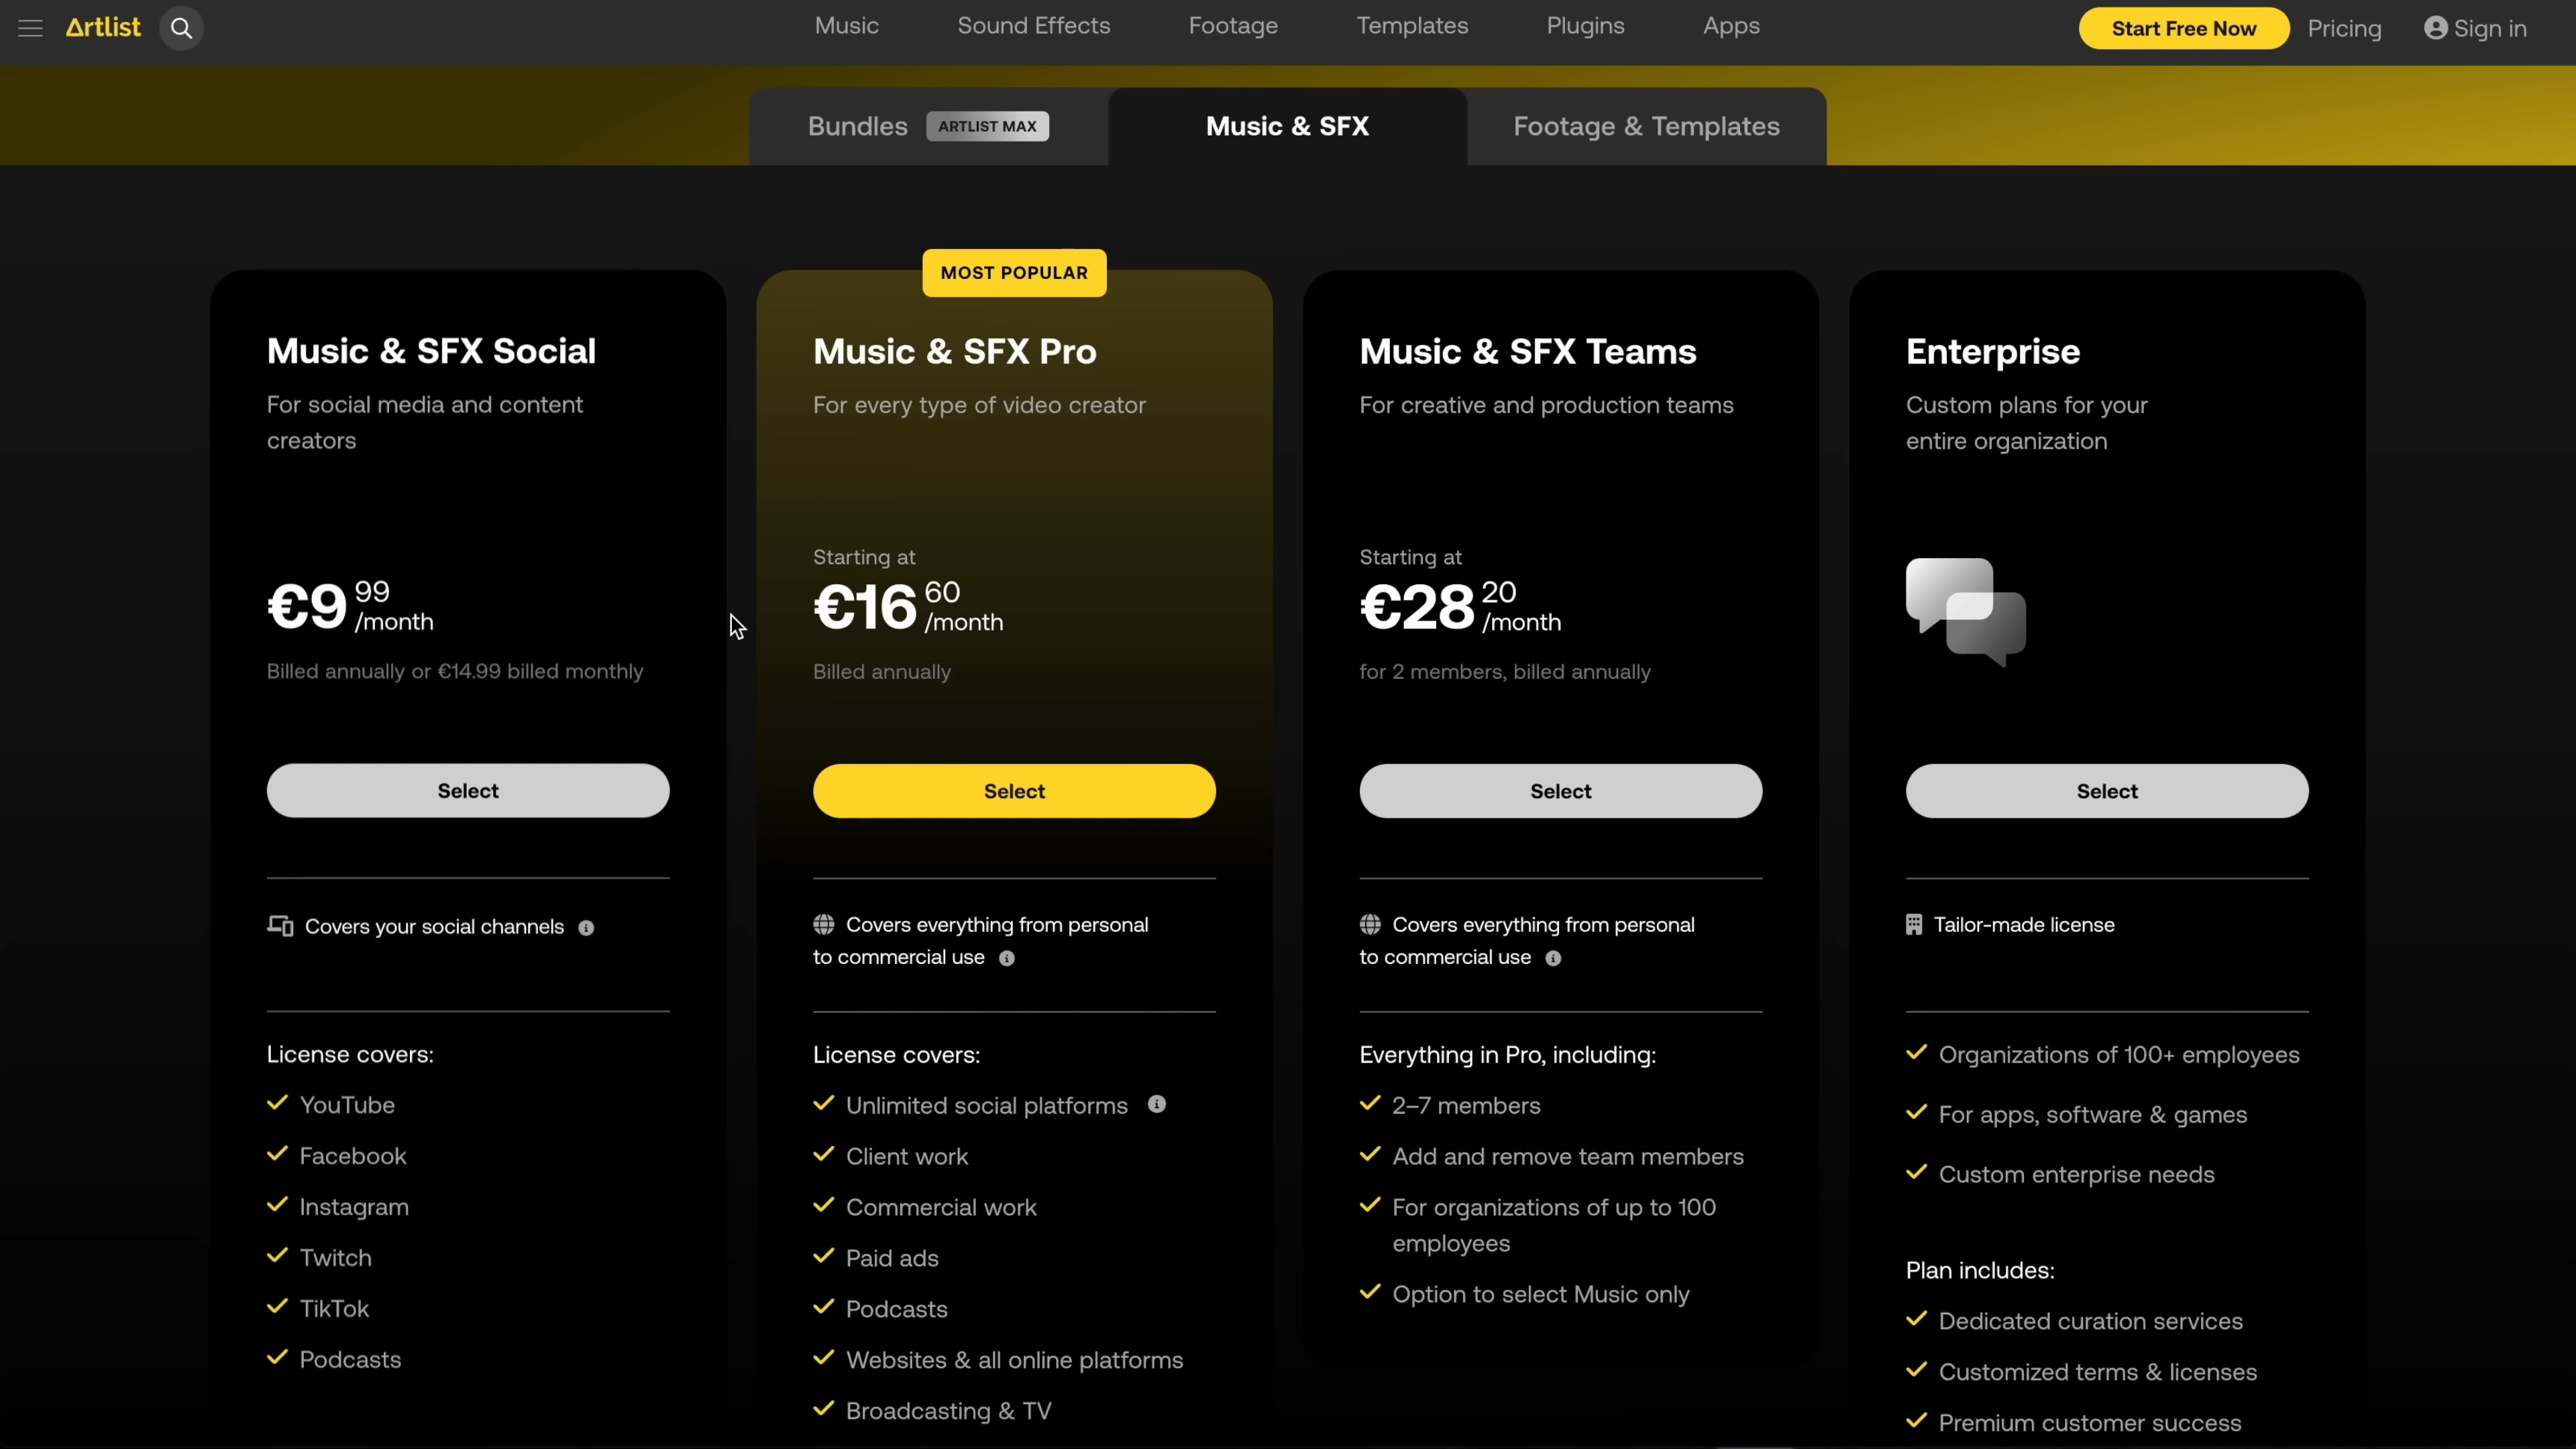 Artlist
Music
Sound Effects
Footage
Templates
Plugins
Apps
Start Free Now
Pricing
Sign in
Bundles
ARTLIST MAX
Music & SFX
Footage & Templates
Music & SFX Social
For social media and content
creators
€9 99
/month
Billed annually or €14.99 billed monthly
Select
Covers your social channels
License covers:
YouTube
Facebook
Instagram
Twitch
TikTok
Podcasts
MOST POPULAR
Music & SFX Pro
For every type of video creator
Starting at
€16 60
/month
Billed annually
Select
Covers everything from personal
to commercial use
License covers:
Unlimited social platforms
Client work
Commercial work
Paid ads
Podcasts
Websites & all online platforms
Broadcasting & TV
Music & SFX Teams
For creative and production teams
Starting at
€28 20
/month
for 2 members, billed annually
Select
Covers everything from personal
to commercial use
Everything in Pro, including:
2–7 members
Add and remove team members
For organizations of up to 100
employees
Option to select Music only
Enterprise
Custom plans for your
entire organization
Select
Tailor-made license
Organizations of 100+ employees
For apps, software & games
Custom enterprise needs
Plan includes:
Dedicated curation services
Customized terms & licenses
Premium customer success